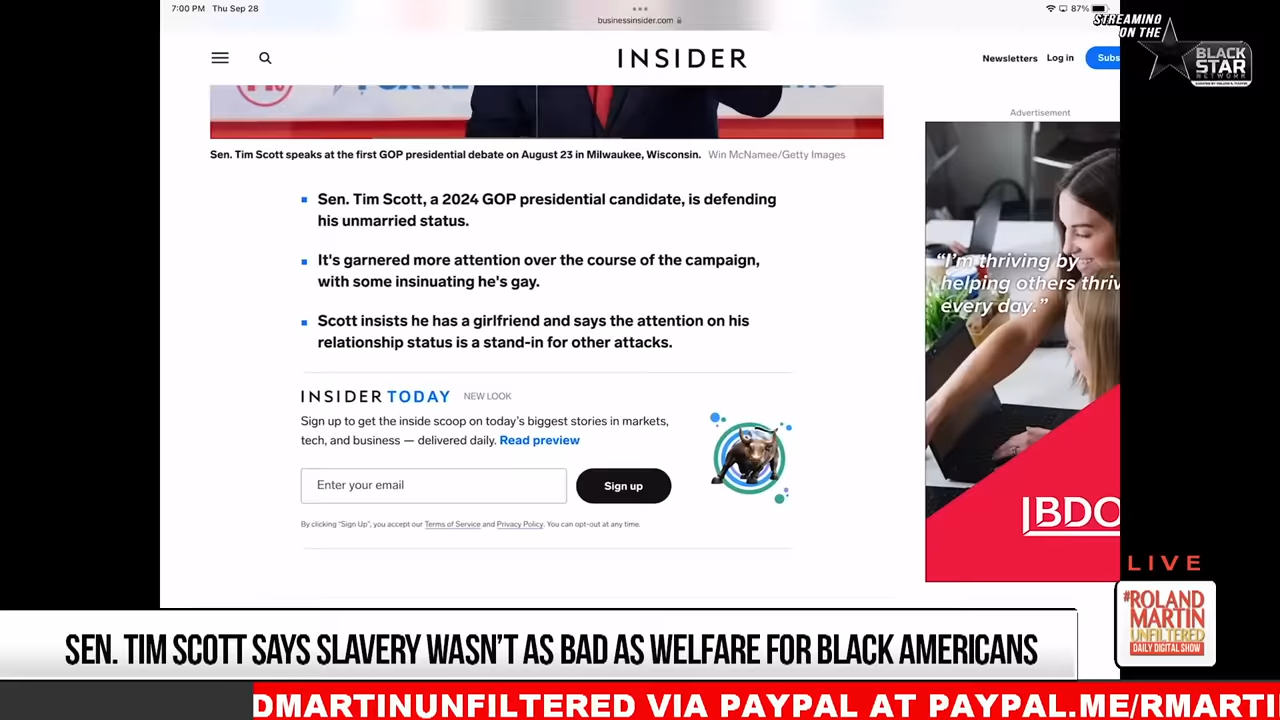 7:00 PM Thu Sep 28
businessinsider.com
87%
STREAMING
ON THE
BLACK
STAR
NETWORK
INSIDER
Newsletters
Log in
Subs
Advertisement
Sen. Tim Scott speaks at the first GOP presidential debate on August 23 in Milwaukee, Wisconsin. Win McNamee/Getty Images
Sen. Tim Scott, a 2024 GOP presidential candidate, is defending
his unmarried status.
It's garnered more attention over the course of the campaign,
with some insinuating he's gay.
Scott insists he has a girlfriend and says the attention on his
relationship status is a stand-in for other attacks.
INSIDER TODAY NEW LOOK
Sign up to get the inside scoop on today's biggest stories in markets,
tech, and business — delivered daily. Read preview
Enter your email
Sign up
By clicking "Sign Up", you accept our Terms of Service and Privacy Policy. You can opt-out at any time.
"I'm thriving by
helping others thriv
every day."
IBDO
LIVE
#ROLAND
MARTIN
UNFILTERED
DAILY DIGITAL SHOW
SEN. TIM SCOTT SAYS SLAVERY WASN'T AS BAD AS WELFARE FOR BLACK AMERICANS
DMARTINUNFILTERED VIA PAYPAL AT PAYPAL.ME/RMARTI